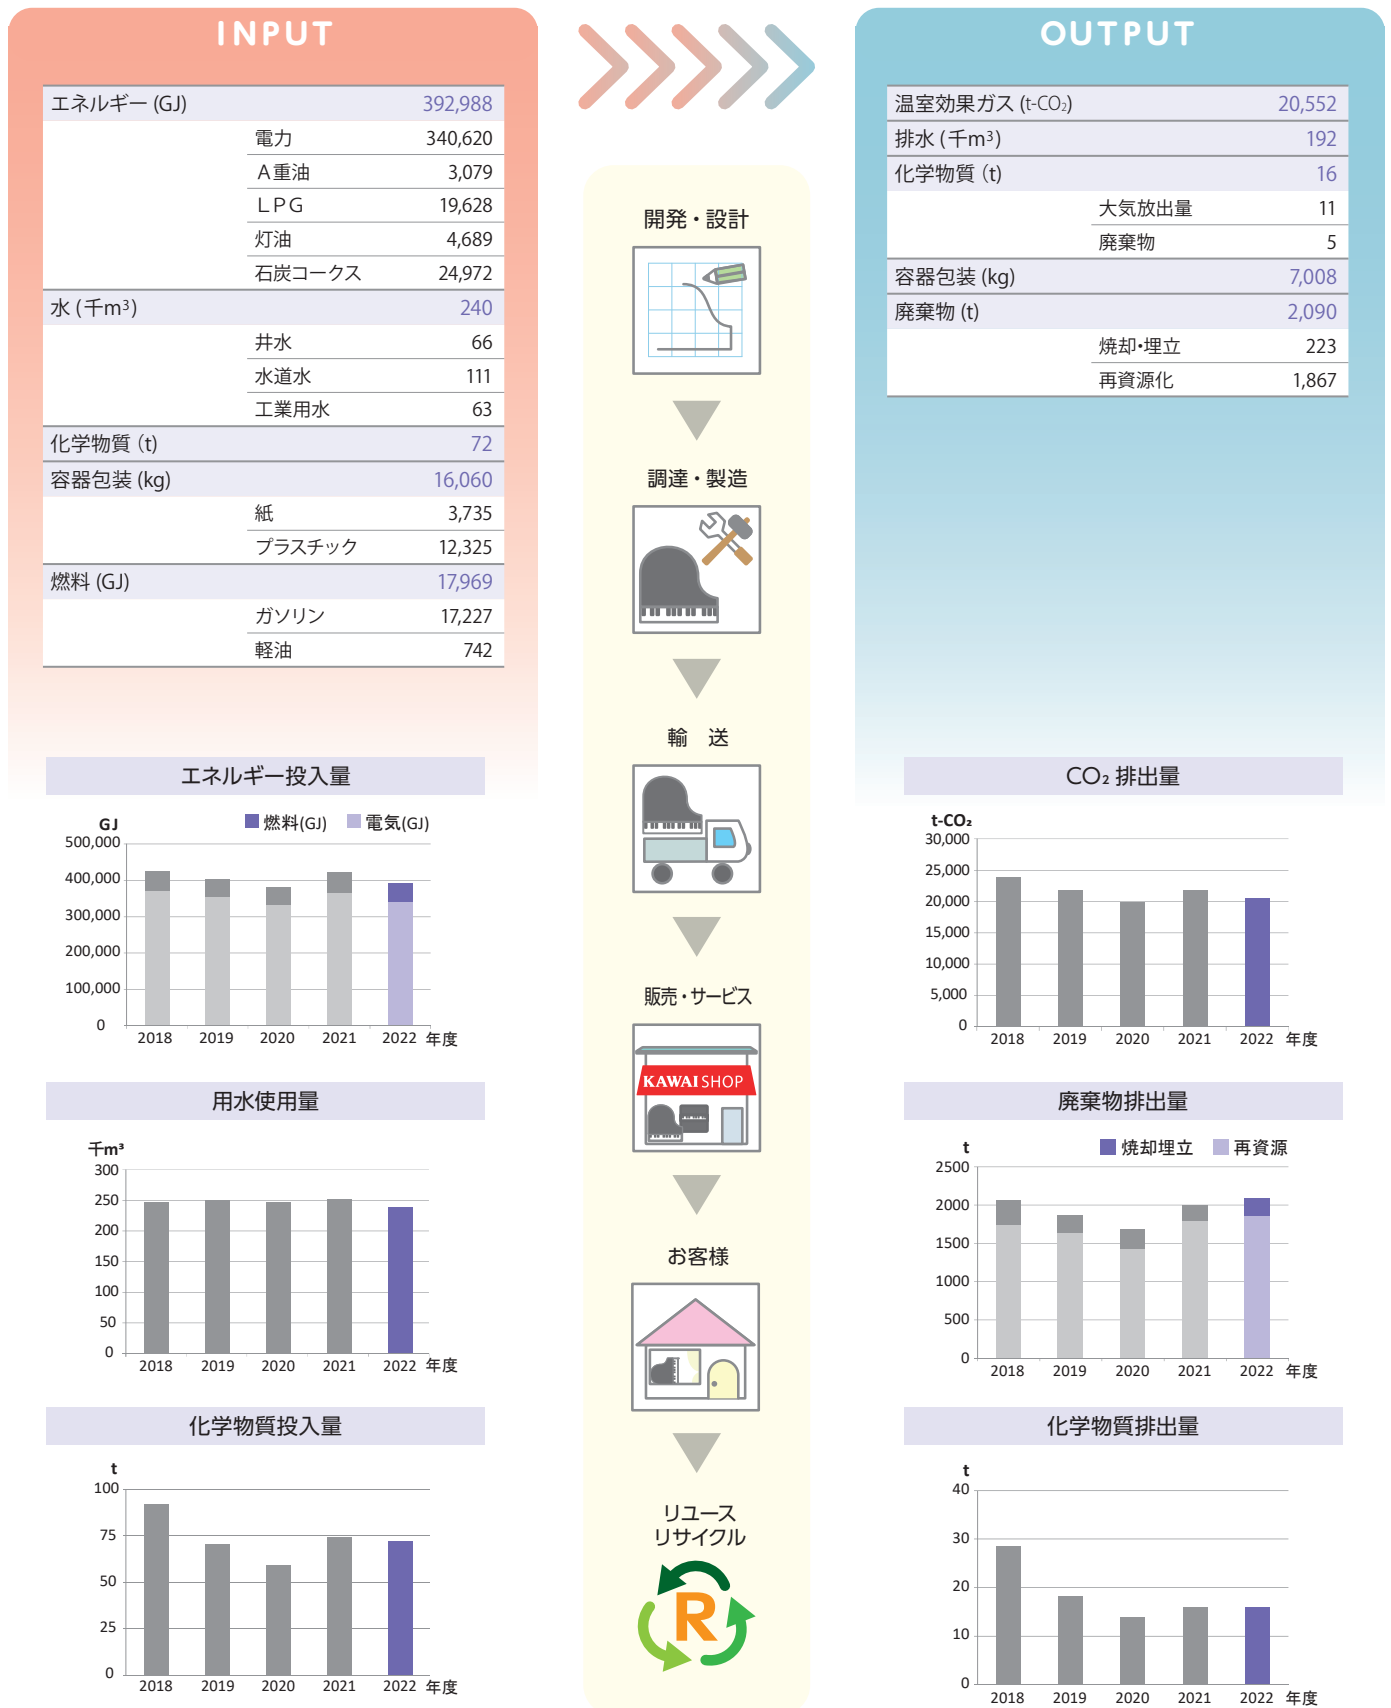 INPUT
エネルギー (GJ) 392,988
電力 340,620
A重油 3,079
LPG 19,628
灯油 4,689
石炭コークス 24,972
水 (千m³) 240
井水 66
水道水 111
工業用水 63
化学物質 (t) 72
容器包装 (kg) 16,060
紙 3,735
プラスチック 12,325
燃料 (GJ) 17,969
ガソリン 17,227
軽油 742
エネルギー投入量
GJ
燃料(GJ) 電気(GJ)
500,000
400,000
300,000
200,000
100,000
0
2018 2019 2020 2021 2022 年度
用水使用量
千m³
300
250
200
150
100
50
0
2018 2019 2020 2021 2022 年度
化学物質投入量
t
100
75
50
25
0
2018 2019 2020 2021 2022 年度
開発・設計
調達・製造
輸 送
販売・サービス
KAWAI SHOP
お客様
リユース
リサイクル
R
OUTPUT
温室効果ガス (t-CO₂) 20,552
排水 (千m³) 192
化学物質 (t) 16
大気放出量 11
廃棄物 5
容器包装 (kg) 7,008
廃棄物 (t) 2,090
焼却・埋立 223
再資源化 1,867
CO₂ 排出量
t-CO₂
30,000
25,000
20,000
15,000
10,000
5,000
0
2018 2019 2020 2021 2022 年度
廃棄物排出量
t
焼却埋立 再資源
2500
2000
1500
1000
500
0
2018 2019 2020 2021 2022 年度
化学物質排出量
t
40
30
20
10
0
2018 2019 2020 2021 2022 年度